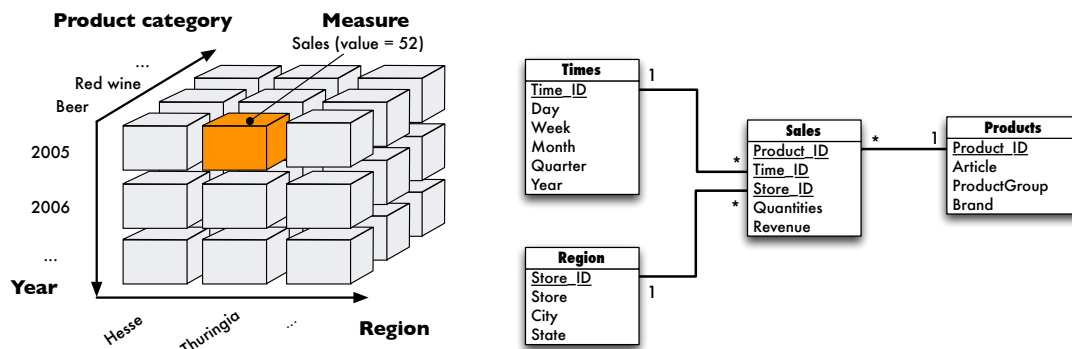 Product category
Measure
Sales (value = 52)
...
Red wine
Beer
2005
2006
...
Year
Hesse
Thuringia
...
Region
Times
Time_ID
Day
Week
Month
Quarter
Year
1
*
Sales
Product_ID
Time_ID
Store_ID
Quantities
Revenue
*
1
Products
Product_ID
Article
ProductGroup
Brand
*
Region
Store_ID
Store
City
State
1